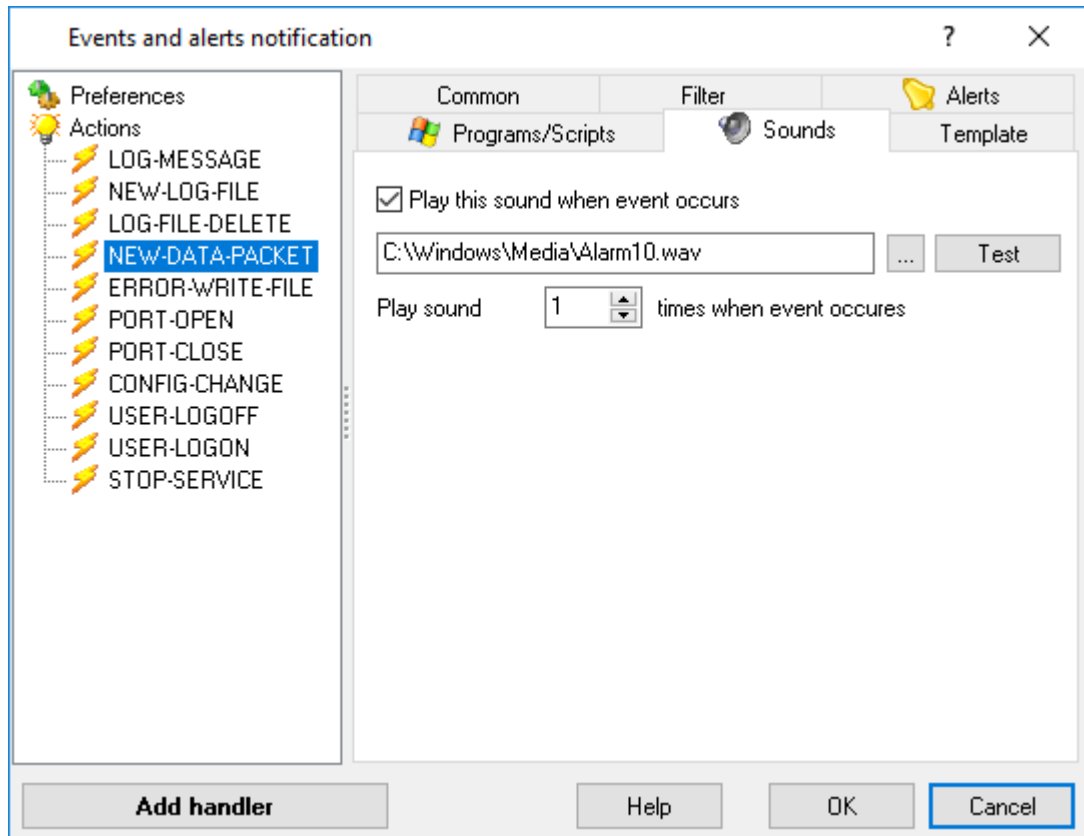 Events and alerts notification
?
Preferences
Actions
LOG-MESSAGE
NEW-LOG-FILE
LOG-FILE-DELETE
NEW-DATA-PACKET
ERROR-WRITE-FILE
PORT-OPEN
PORT-CLOSE
CONFIG-CHANGE
USER-LOGOFF
USER-LOGON
STOP-SERVICE
Common Filter Alerts
Programs/Scripts Sounds Template
Play this sound when event occurs
C:\Windows\Media\Alarm10.wav ... Test
Play sound 1 times when event occures
Add handler Help OK Cancel